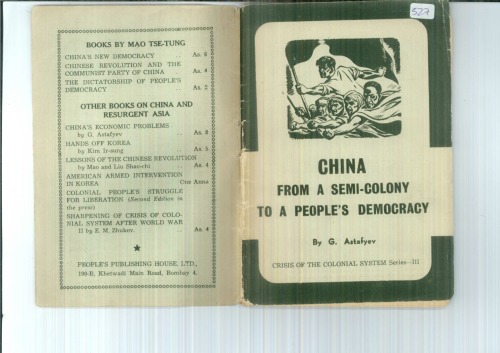 BOOKS BY MAO TSE-TUNG
CHINA'S NEW DEMOCRACY As. 8
CHINESE REVOLUTION AND THE
COMMUNIST PARTY OF CHINA As. 4
THE DICTATORSHIP OF PEOPLE'S
DEMOCRACY As. 2
OTHER BOOKS ON CHINA AND
RESURGENT ASIA
CHINA'S ECONOMIC PROBLEMS
by G. Astafyev .. As. 8
HANDS OFF KOREA
by Kim Ir-sung .. As. 5
LESSONS OF THE CHINESE REVOLUTION
by Mao and Liu Shao-chi .. As. 4
AMERICAN ARMED INTERVENTION
IN KOREA One Anna
COLONIAL PEOPLE'S STRUGGLE
FOR LIBERATION (Second Edition in
the press)
SHARPENING OF CRISIS OF COLO-
NIAL SYSTEM AFTER WORLD WAR
II by E. M. Zhukov. As. 4
PEOPLE'S PUBLISHING HOUSE, LTD.,
190-B, Khetwadi Main Road, Bombay 4.
527
CHINA
FROM A SEMI-COLONY
TO A PEOPLE'S DEMOCRACY
By G. Astafyev
CRISIS OF THE COLONIAL SYSTEM Series—III